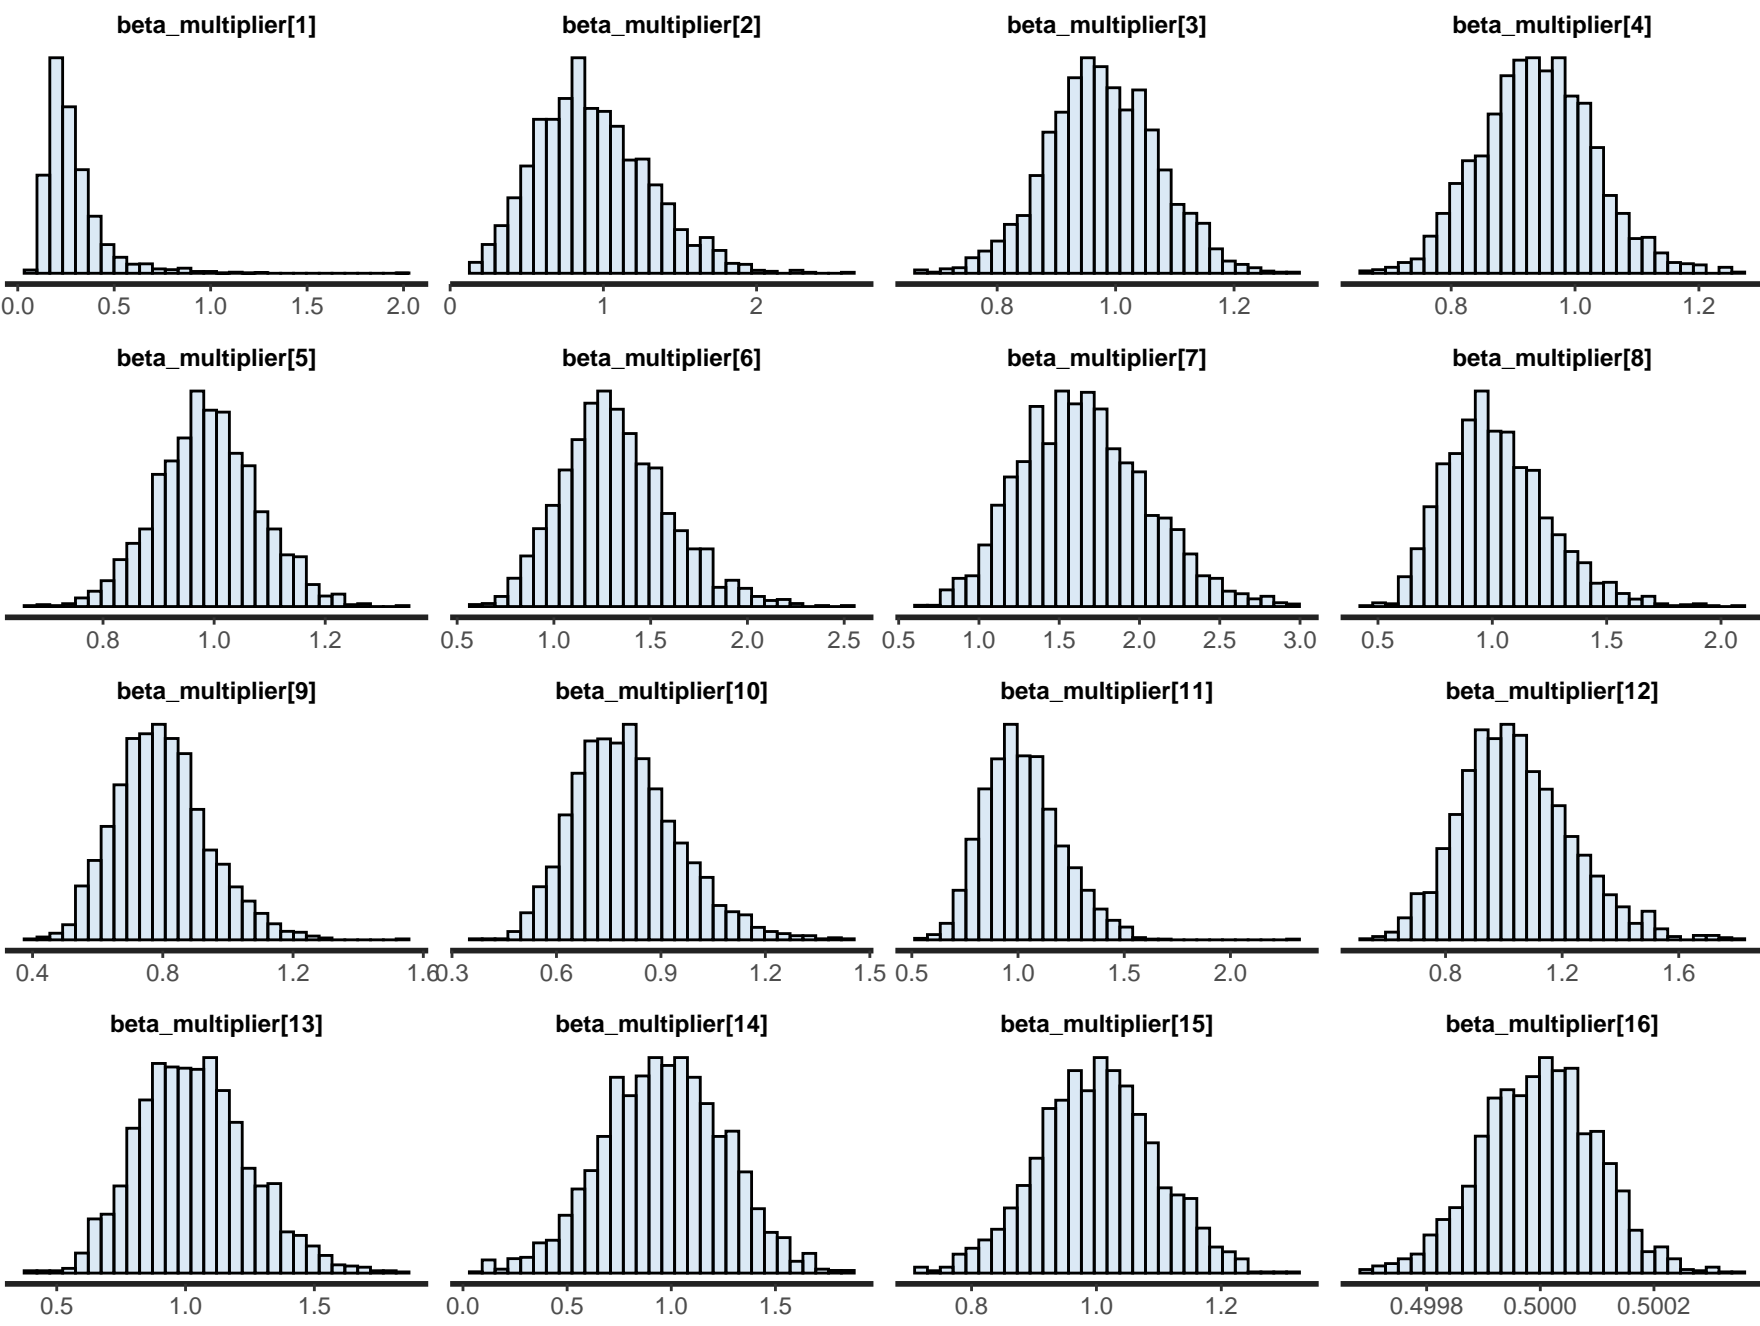 beta_multiplier[1] beta_multiplier[2] beta_multiplier[3] beta_multiplier[4]
0.0 0.5 1.0 1.5 2.0 0 1 2 0.8 1.0 1.2 0.8 1.0 1.2
beta_multiplier[5] beta_multiplier[6] beta_multiplier[7] beta_multiplier[8]
0.8 1.0 1.2 0.5 1.0 1.5 2.0 2.5 0.5 1.0 1.5 2.0 2.5 3.0 0.5 1.0 1.5 2.0
beta_multiplier[9] beta_multiplier[10] beta_multiplier[11] beta_multiplier[12]
0.4 0.8 1.2 1.6 0.3 0.6 0.9 1.2 1.5 0.5 1.0 1.5 2.0 0.8 1.2 1.6
beta_multiplier[13] beta_multiplier[14] beta_multiplier[15] beta_multiplier[16]
0.5 1.0 1.5 0.0 0.5 1.0 1.5 0.8 1.0 1.2 0.4998 0.5000 0.5002